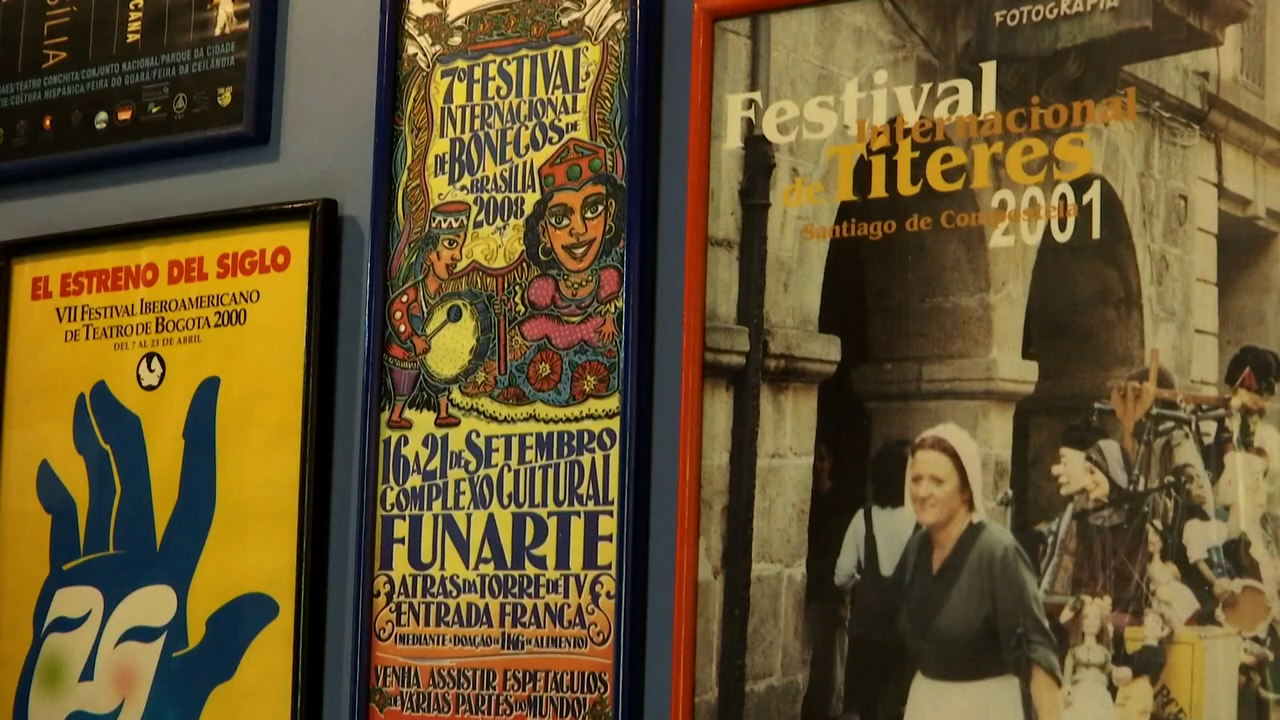 SÍLIA
CANA
AES/TEATRO CONCHITA/CONJUNTO NACIONAL/PARQUE DA CIDADE
CULTURA HISPÂNICA/FEIRA DO GUARÁ/FEIRA DA CEILÂNDIA
EL ESTRENO DEL SIGLO
VII FESTIVAL IBEROAMERICANO
DE TEATRO DE BOGOTA 2000
DEL 7 AL 23 DE ABRIL
7º FESTIVAL
INTERNACIONAL
DE BONECOS DE
BRASÍLIA
2008
16 A 21 DE SETEMBRO
COMPLEXO CULTURAL
FUNARTE
ATRÁS DA TORRE DE TV
ENTRADA FRANCA
(MEDIANTE A DOAÇÃO DE 1KG DE ALIMENTO)
VENHA ASSISTIR ESPETÁCULOS
DE VÁRIAS PARTES DO MUNDO!
FOTOGRAFIA
Festival
Internacional
de Títeres
Santiago de Compostela
2001